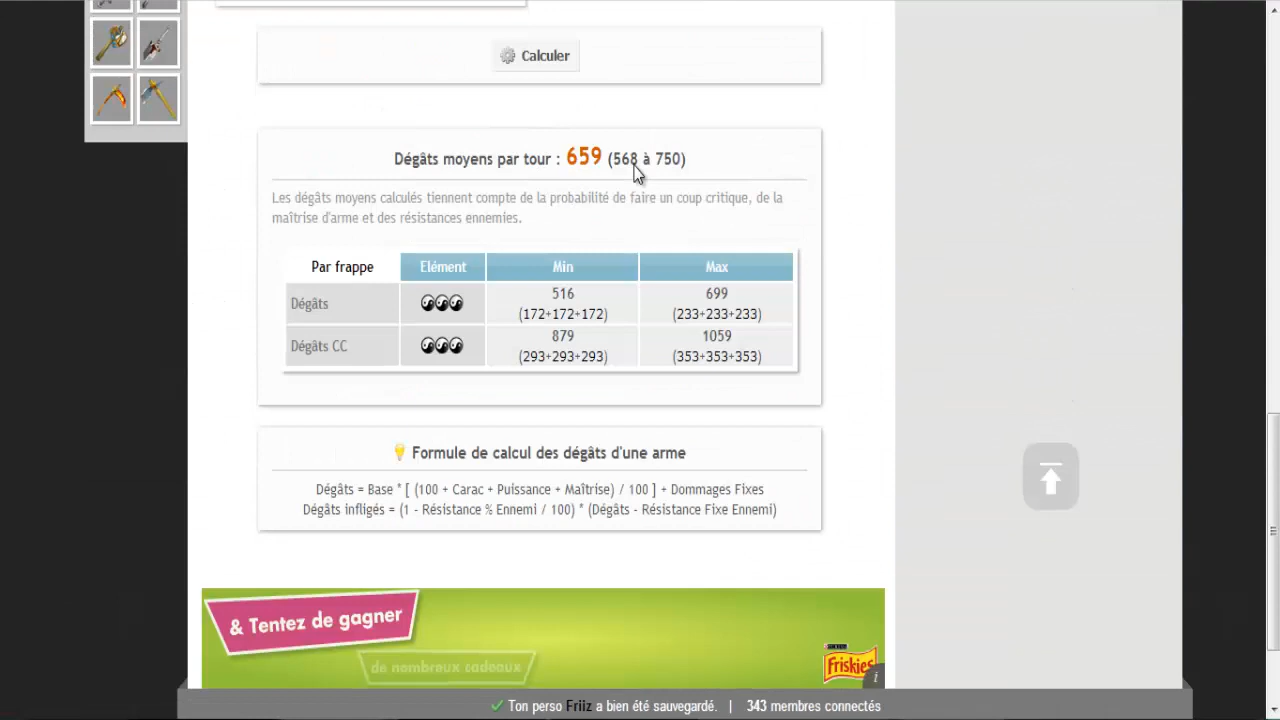 Calculer
Dégâts moyens par tour : 659 (568 à 750)
Les dégâts moyens calculés tiennent compte de la probabilité de faire un coup critique, de la
maîtrise d'arme et des résistances ennemies.
Par frappe Elément Min Max
Dégâts 516 699
(172+172+172) (233+233+233)
Dégâts CC 879 1059
(293+293+293) (353+353+353)
Formule de calcul des dégâts d'une arme
Dégâts = Base * [ (100 + Carac + Puissance + Maîtrise) / 100 ] + Dommages Fixes
Dégâts infligés = (1 - Résistance % Ennemi / 100) * (Dégâts - Résistance Fixe Ennemi)
& Tentez de gagner
de nombreux cadeaux
PURINA
Friskies
i
Ton perso Friiz a bien été sauvegardé. | 343 membres connectés